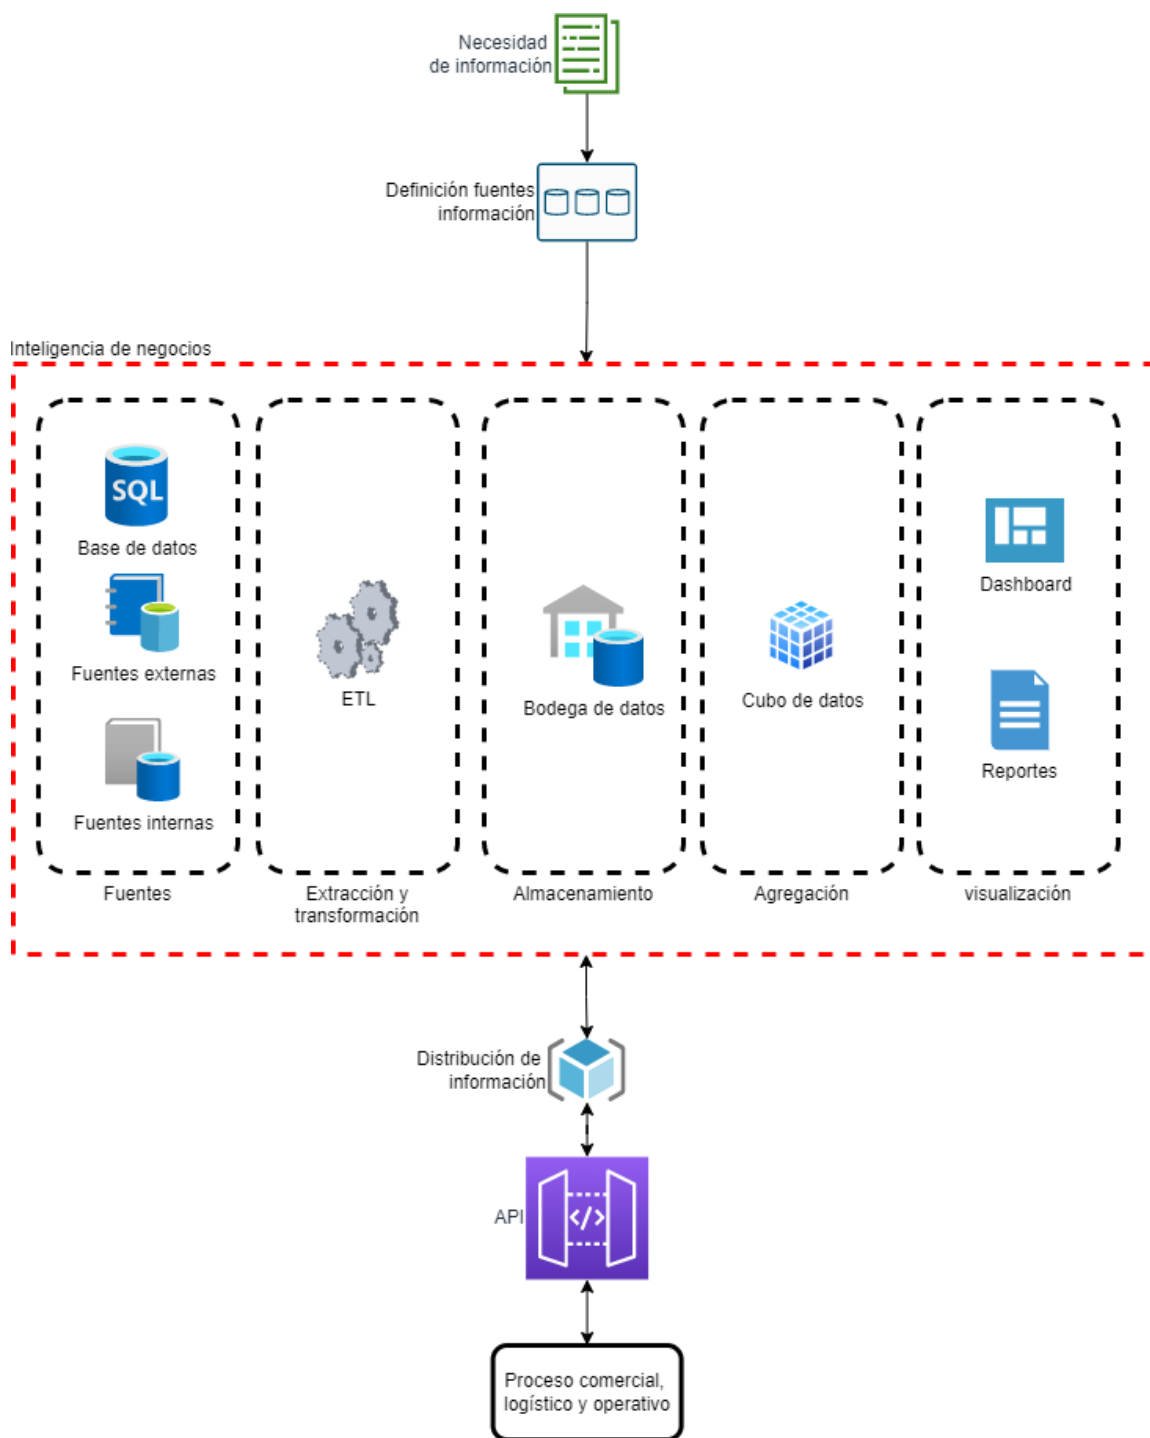 Necesidad
de información
Definición fuentes
información
Inteligencia de negocios
SQL
Base de datos
Fuentes externas
Fuentes internas
Fuentes
ETL
Extracción y
transformación
Bodega de datos
Almacenamiento
Cubo de datos
Agregación
Dashboard
Reportes
visualización
Distribución de
información
API
</>
Proceso comercial,
logístico y operativo